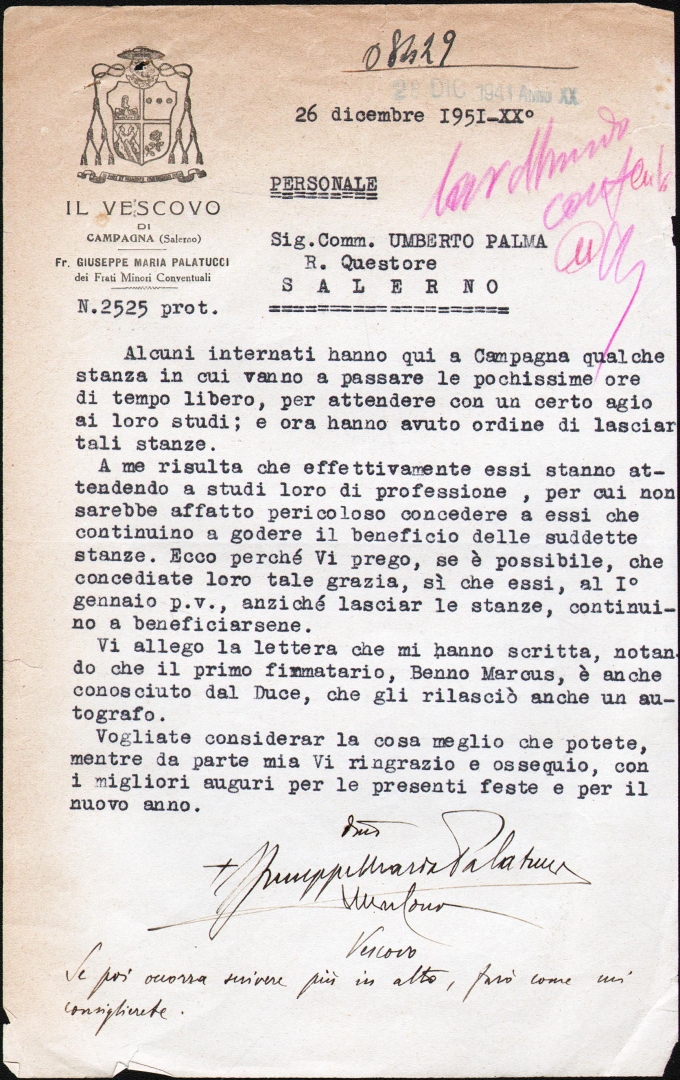 08429
26 DIC 1941 Anno XX
26 dicembre I95I-XX°
PERSONALE
IL VESCOVO
DI
CAMPAGNA (Salerno)
Fr. GIUSEPPE MARIA PALATUCCI
dei Frati Minori Conventuali
N.2525 prot.
Sig.Comm. UMBERTO PALMA
R. Questore
S A L E R N O
Alcuni internati hanno qui a Campagna qualche
stanza in cui vanno a passare le pochissime ore
di tempo libero, per attendere con un certo agio
ai loro studi; e ora hanno avuto ordine di lasciar
tali stanze.
A me risulta che effettivamente essi stanno at-
tendendo a studi loro di professione , per cui non
sarebbe affatto pericoloso concedere a essi che
continuino a godere il beneficio delle suddette
stanze. Ecco perché Vi prego, se è possibile, che
concediate loro tale grazia, sì che essi, al I°
gennaio p.v., anziché lasciar le stanze, continui-
no a beneficiarsene.
Vi allego la lettera che mi hanno scritta, notan-
do che il primo firmatario, Benno Marcus, è anche
conosciuto dal Duce, che gli rilasciò anche un au-
tografo.
Vogliate considerar la cosa meglio che potete,
mentre da parte mia Vi ringrazio e ossequio, con
i migliori auguri per le presenti feste e per il
nuovo anno.
+ Giuseppe Maria Palatucci
Vescovo
Se poi occorra scrivere più in alto, farò come mi
consiglierete.